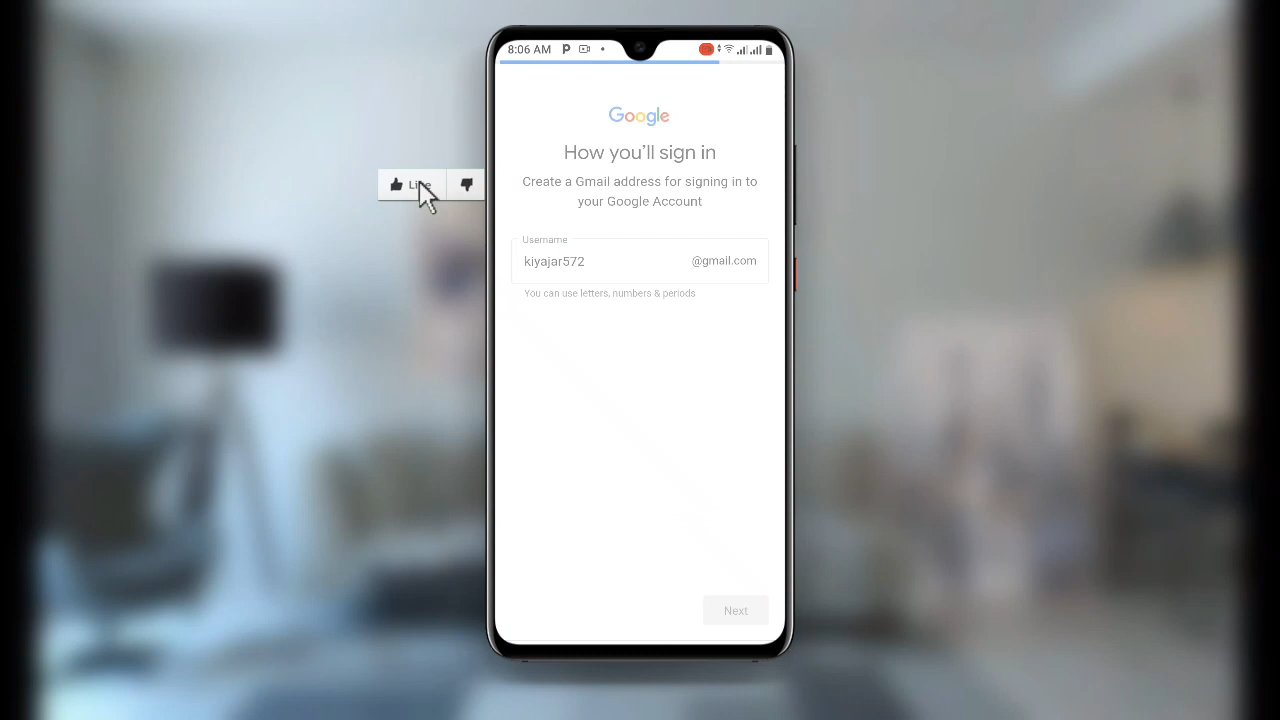 8:06 AM
Google
How you'll sign in
Create a Gmail address for signing in to
your Google Account
Like
Username
kiyajar572 @gmail.com
You can use letters, numbers & periods
Next